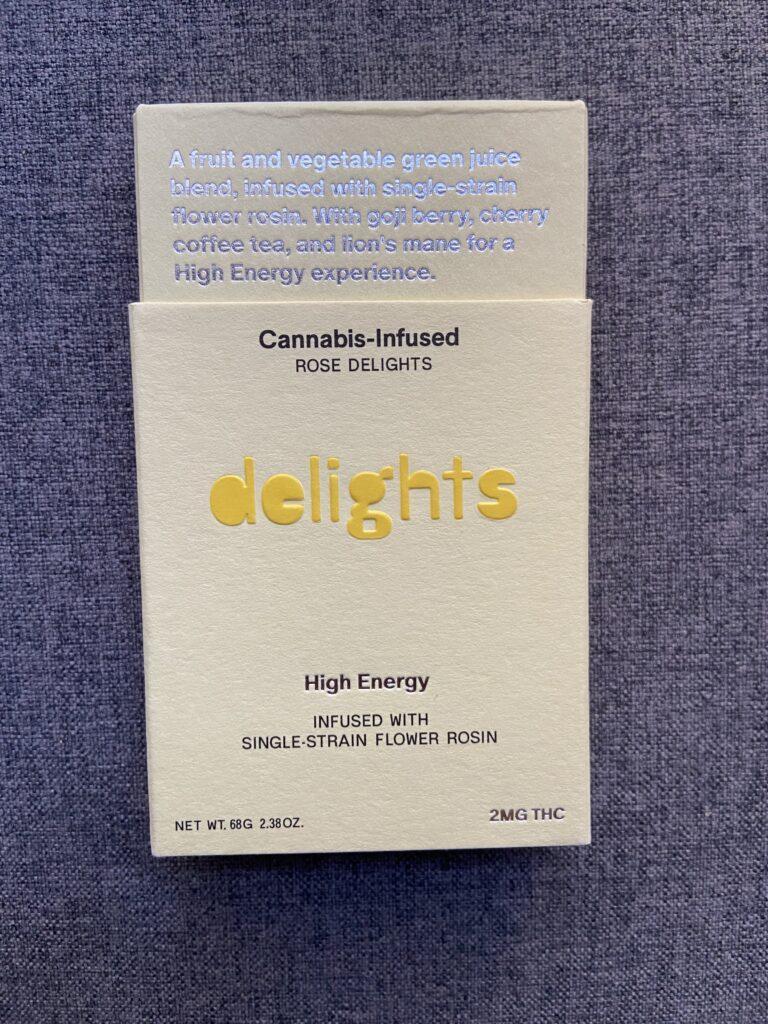 A fruit and vegetable green juice
blend, infused with single-strain
flower rosin. With goji berry, cherry
coffee tea, and lion's mane for a
High Energy experience.
Cannabis-Infused
ROSE DELIGHTS
delights
High Energy
INFUSED WITH
SINGLE-STRAIN FLOWER ROSIN
NET WT. 68G 2.38OZ.
2MG THC